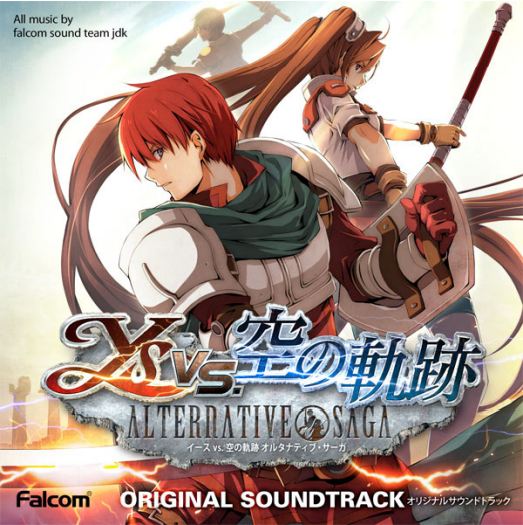 All music by
falcom sound team jdk
Ys vs. 空の軌跡
ALTERNATIVE SAGA
イース vs. 空の軌跡 オルタナティブ・サーガ
Falcom® ORIGINAL SOUNDTRACK オリジナルサウンドトラック